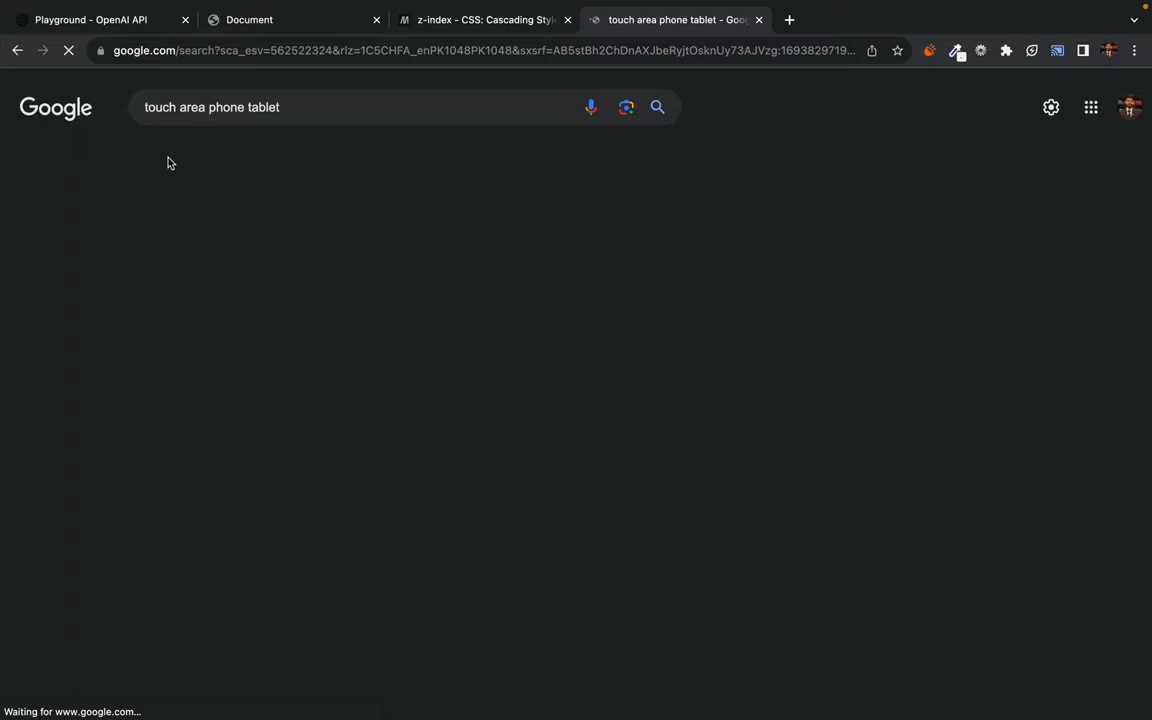 Playground - OpenAI API
Document
z-index - CSS: Cascading Styl
touch area phone tablet - Goo
google.com/search?sca_esv=562522324&rlz=1C5CHFA_enPK1048PK1048&sxsrf=AB5stBh2ChDnAXJbeRyjtOsknUy73AJVzg:1693829719...
Google
touch area phone tablet
Waiting for www.google.com...